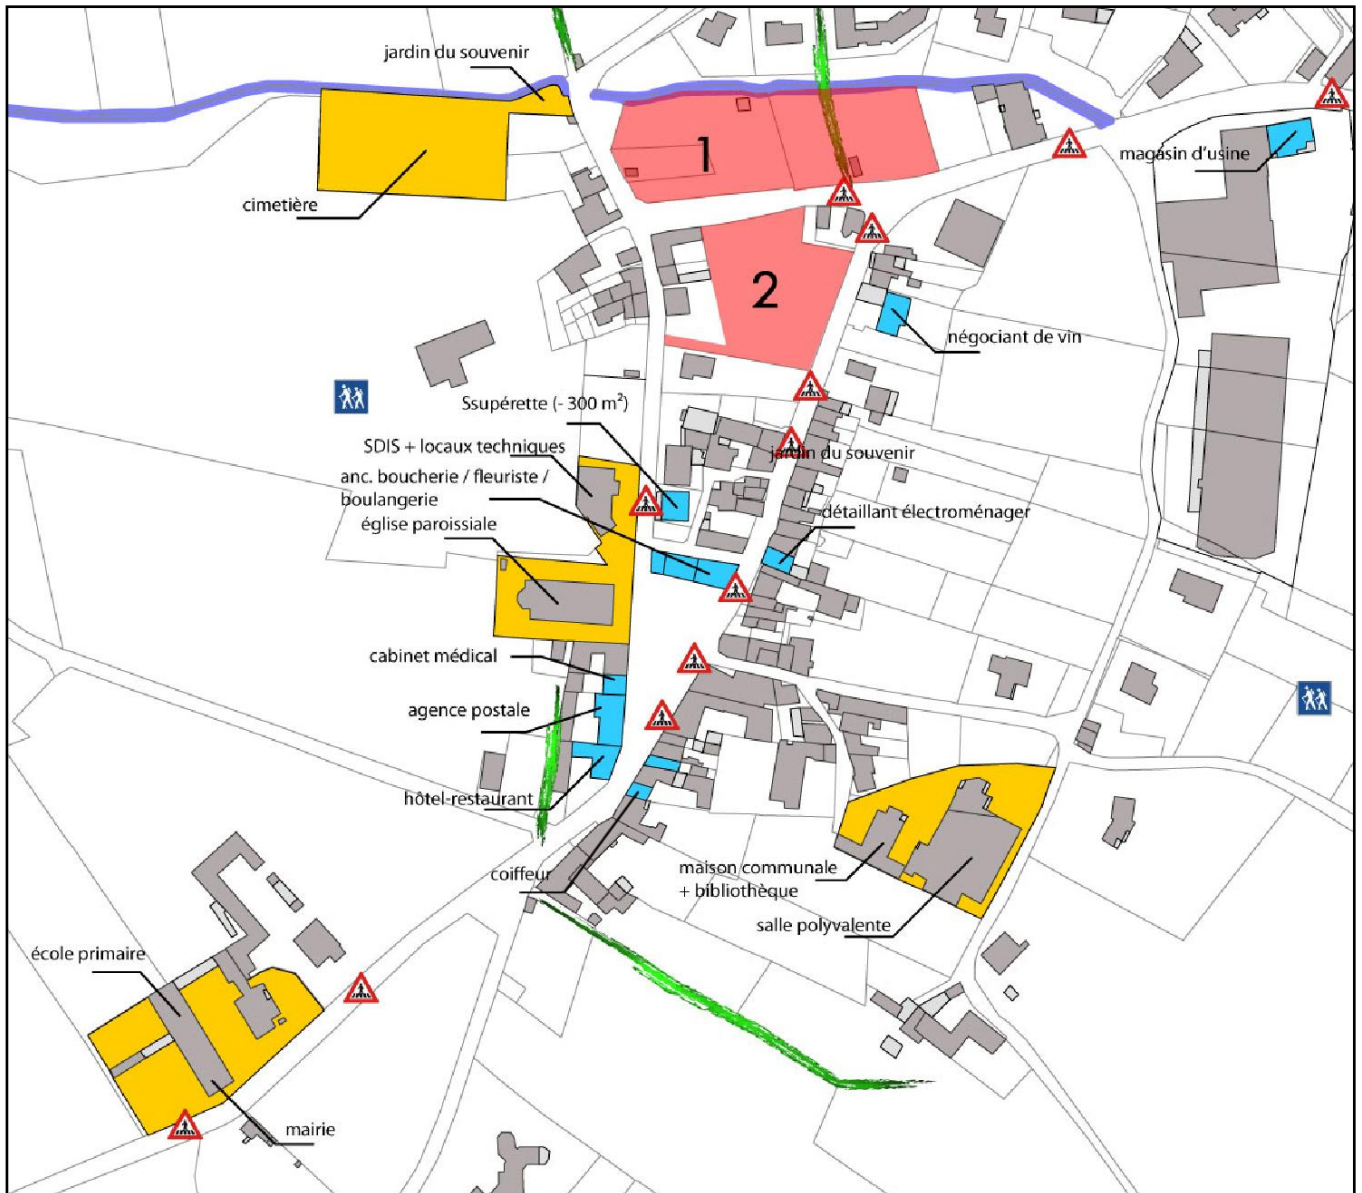 jardin du souvenir
1
magasin d'usine
cimetière
2
négociant de vin
Ssupérette (- 300 m²)
SDIS + locaux techniques
jardin du souvenir
anc. boucherie / fleuriste /
boulangerie
détaillant électroménager
église paroissiale
cabinet médical
agence postale
hôtel-restaurant
coiffeur
maison communale
+ bibliothèque
salle polyvalente
école primaire
mairie